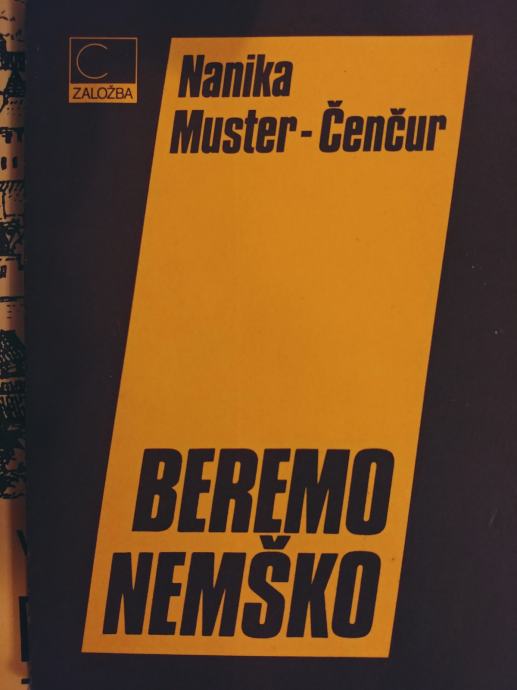 C
ZALOŽBA
Nanika
Muster-Čenčur
BEREMO
NEMŠKO